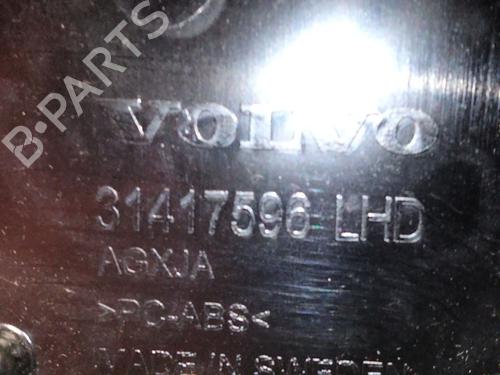 B-PARTS
VOLVO
31417596 LHD
AGXJA
>PC-ABS<
MADE IN SWEDEN